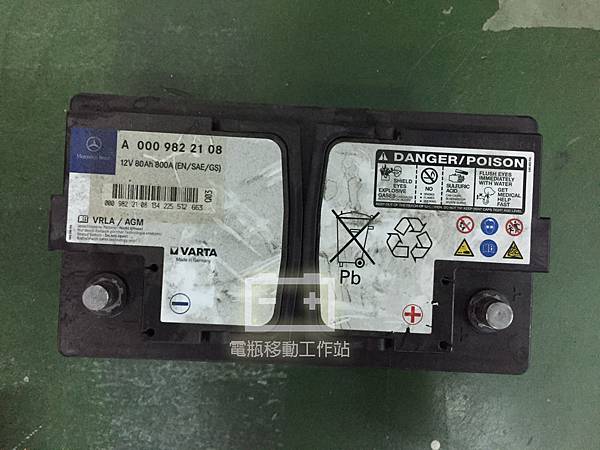 Mercedes-Benz
A 000 982 21 08
12V 80Ah 800A (EN/SAE/GS)
000 982 21 08 134 225 512 663
VRLA / AGM
VARTA
Made in Germany
DANGER/POISON
SHIELD
EYES
EXPLOSIVE
GASES
NO
SULFURIC
ACID
FLUSH EYES
IMMEDIATELY
WITH WATER
GET
MEDICAL
HELP
FAST
Pb
電瓶移動工作站